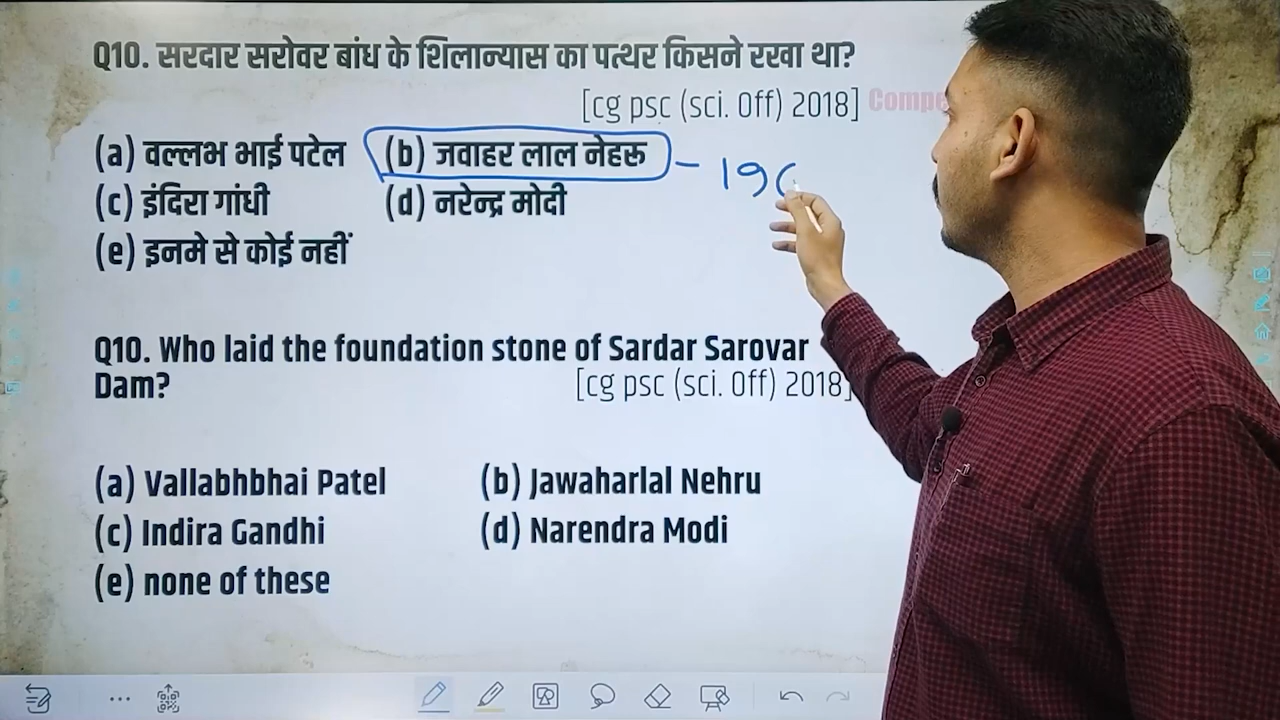 Q10. सरदार सरोवर बांध के शिलान्यास का पत्थर किसने रखा था?
[cg psc (sci. Off) 2018]
(a) वल्लभ भाई पटेल (b) जवाहर लाल नेहरू - 19
(c) इंदिरा गांधी (d) नरेन्द्र मोदी
(e) इनमे से कोई नहीं
Q10. Who laid the foundation stone of Sardar Sarovar
Dam? [cg psc (sci. Off) 2018]
(a) Vallabhbhai Patel (b) Jawaharlal Nehru
(c) Indira Gandhi (d) Narendra Modi
(e) none of these